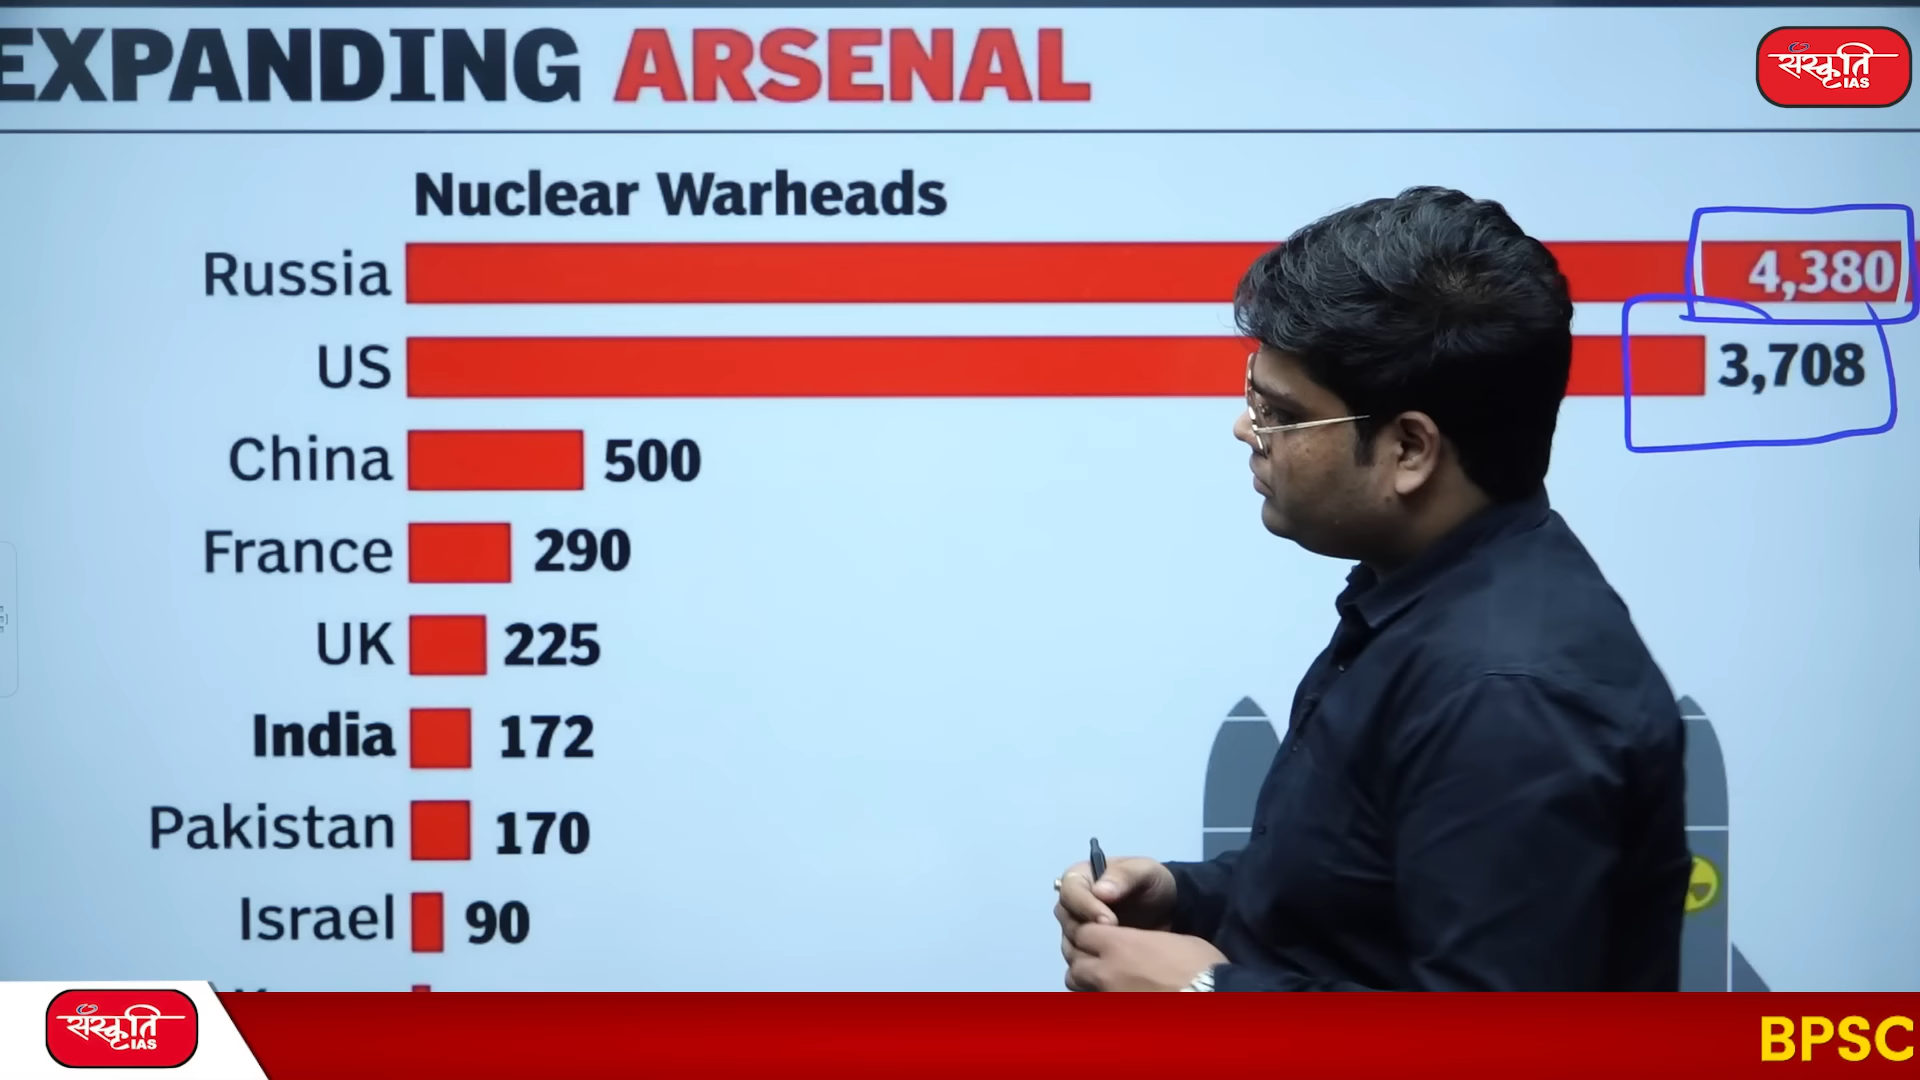 EXPANDING ARSENAL
संस्कृति
IAS
Nuclear Warheads
Russia 4,380
US 3,708
China 500
France 290
UK 225
India 172
Pakistan 170
Israel 90
संस्कृति
IAS
BPSC